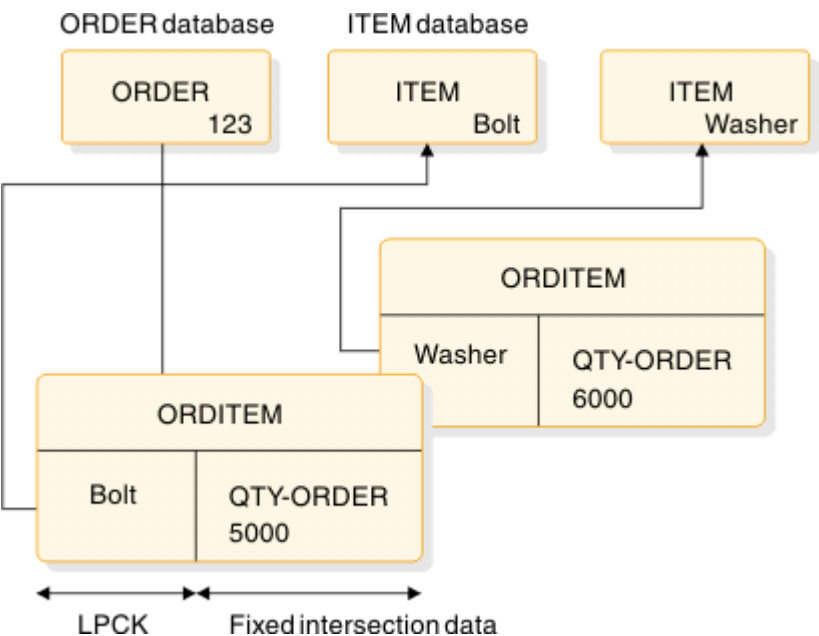 ORDER database
ITEM database
ORDER
123
ITEM
Bolt
ITEM
Washer
ORDITEM
Washer
QTY-ORDER
6000
ORDITEM
Bolt
QTY-ORDER
5000
LPCK
Fixed intersection data